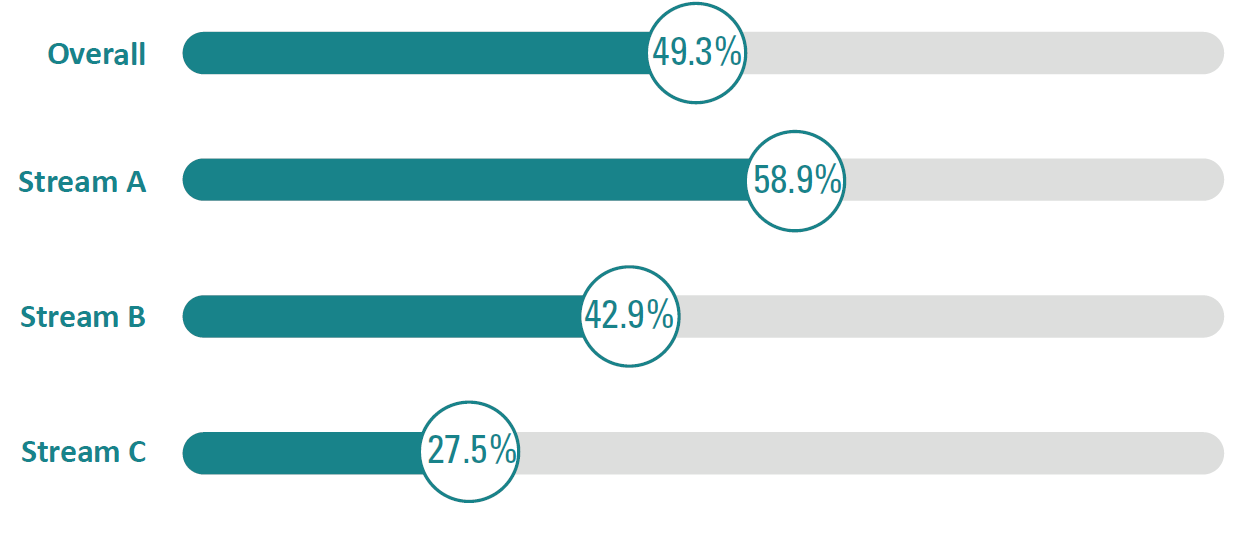 Overall 49.3%
Stream A 58.9%
Stream B 42.9%
Stream C 27.5%